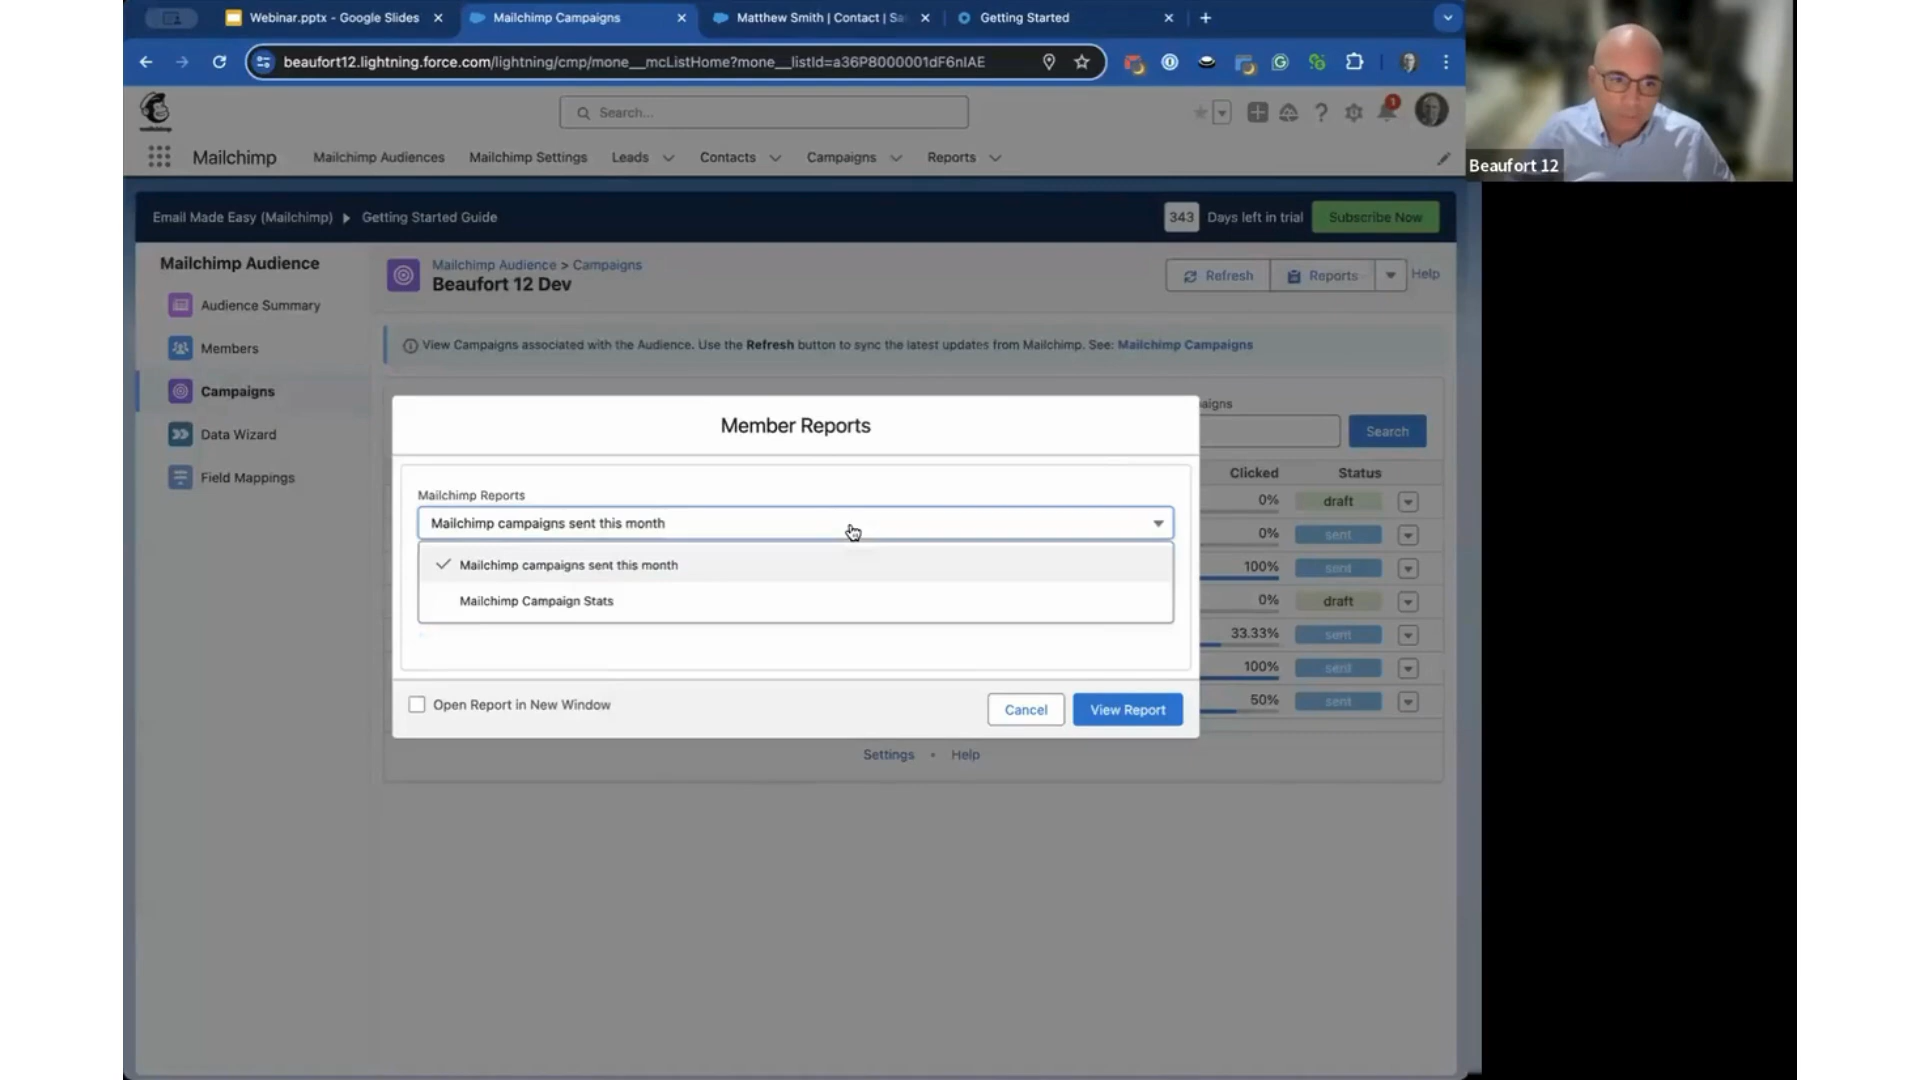 Webinar.pptx - Google Slides
Mailchimp Campaigns
Matthew Smith | Contact | Sa
Getting Started
beaufort12.lightning.force.com/lightning/cmp/mone__mcListHome?mone__listId=a36P8000001dF6nIAE
Beaufort 12
Search...
1
Mailchimp
Mailchimp Audiences
Mailchimp Settings
Leads
Contacts
Campaigns
Reports
Email Made Easy (Mailchimp)
Getting Started Guide
343 Days left in trial
Subscribe Now
Mailchimp Audience
Audience Summary
Members
Campaigns
Data Wizard
Field Mappings
Mailchimp Audience > Campaigns
Beaufort 12 Dev
Refresh
Reports
Help
View Campaigns associated with the Audience. Use the Refresh button to sync the latest updates from Mailchimp. See: Mailchimp Campaigns
aigns
Search
Clicked Status
0% draft
0% sent
100% sent
0% draft
33.33% sent
100% sent
50% sent
Member Reports
Mailchimp Reports
Mailchimp campaigns sent this month
Mailchimp campaigns sent this month
Mailchimp Campaign Stats
Open Report in New Window
Cancel
View Report
Settings • Help